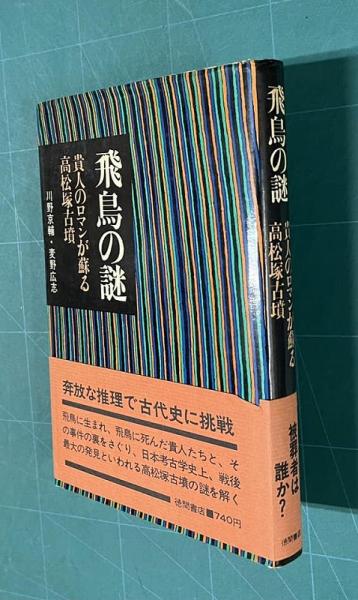 飛鳥の謎
貴人のロマンが蘇る
高松塚古墳
川野京輔・麦野広志
奔放な推理で古代史に挑戦
飛鳥に生まれ、飛鳥に死んだ貴人たちと、そ
の事件の裏をさぐり、日本考古学史上、戦後
最大の発見といわれる高松塚古墳の謎を解く
徳間書店■740円
飛鳥の謎
貴人のロマンが蘇る
高松塚古墳
被葬者は
誰か?
徳間書店